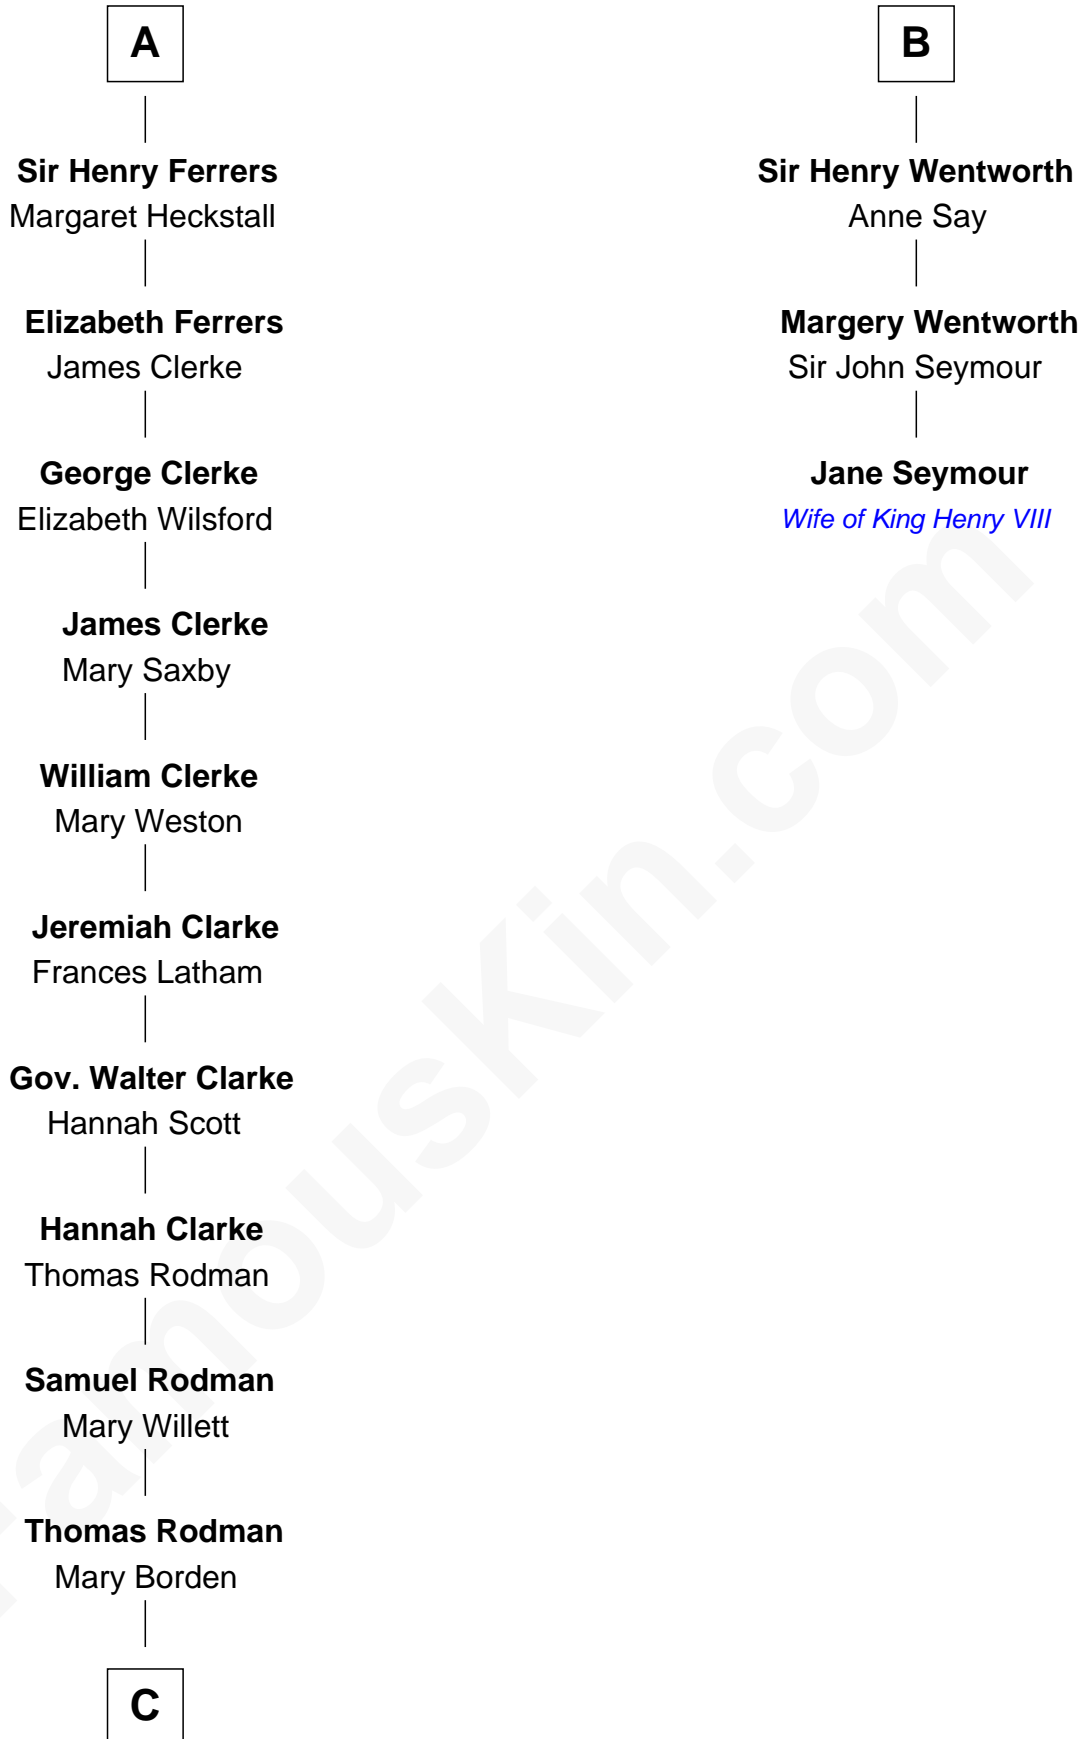 A
Sir Henry Ferrers
Margaret Heckstall
Elizabeth Ferrers
James Clerke
George Clerke
Elizabeth Wilsford
James Clerke
Mary Saxby
William Clerke
Mary Weston
Jeremiah Clarke
Frances Latham
Gov. Walter Clarke
Hannah Scott
Hannah Clarke
Thomas Rodman
Samuel Rodman
Mary Willett
Thomas Rodman
Mary Borden
C
B
Sir Henry Wentworth
Anne Say
Margery Wentworth
Sir John Seymour
Jane Seymour
Wife of King Henry VIII
FamousKin.com